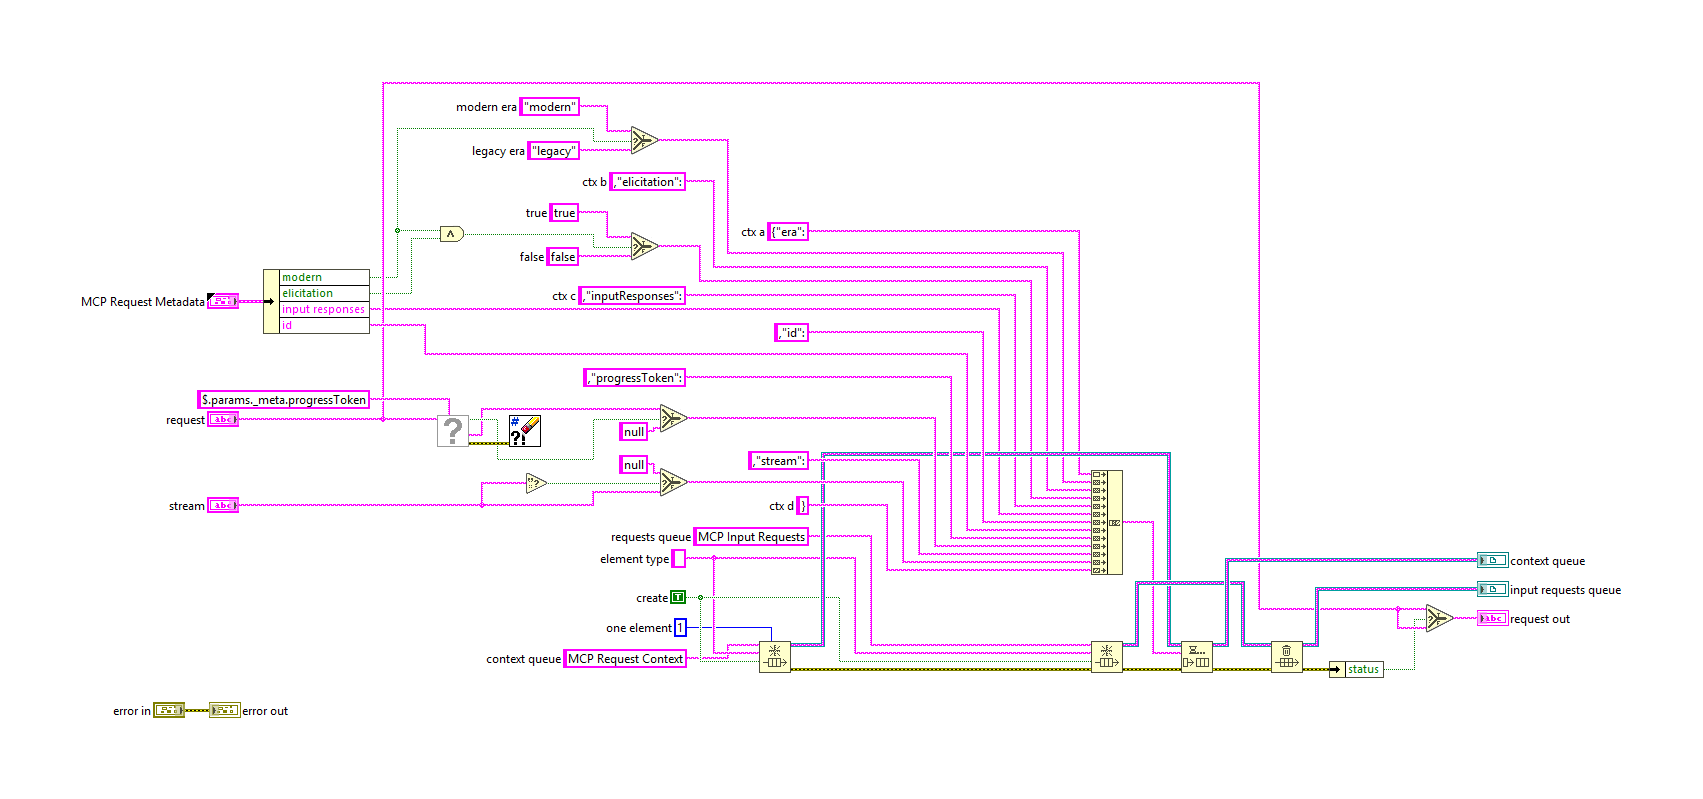 modern era "modern"
legacy era "legacy"
ctx b ,"elicitation":
true true
ctx a {"era":
false false
modern
elicitation
input responses
id
MCP Request Metadata
ctx c ,"inputResponses":
,"id":
,"progressToken":
$.params._meta.progressToken
request abc
null
null
,"stream":
stream abc
ctx d }
requests queue MCP Input Requests
element type
create T
one element 1
context queue MCP Request Context
context queue
input requests queue
abc request out
status
error in
error out